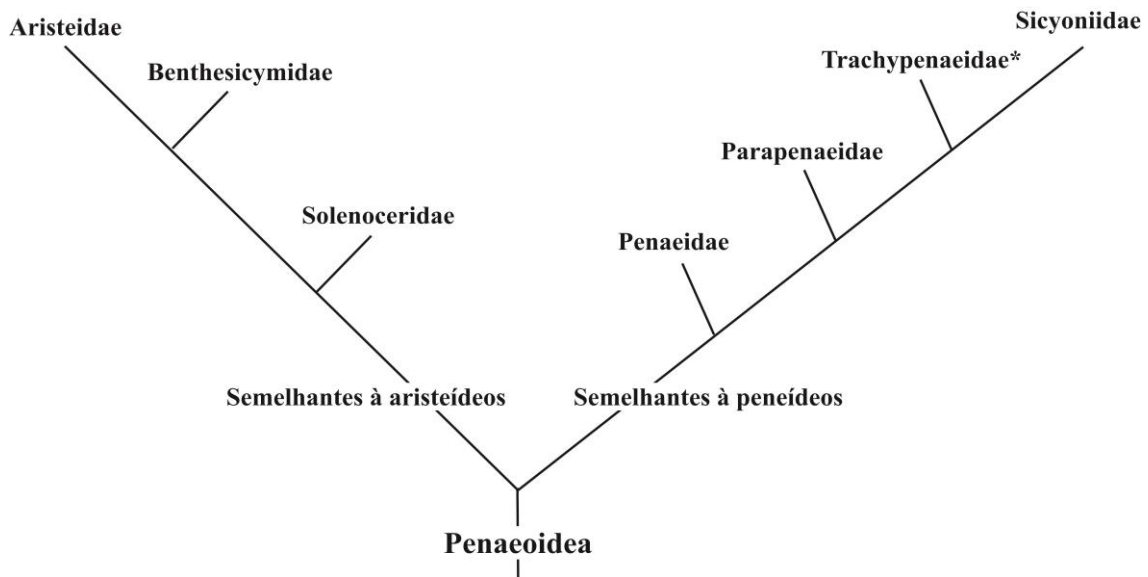 Aristeidae
Sicyoniidae
Benthesicymidae
Trachypenaeidae*
Parapenaeidae
Solenoceridae
Penaeidae
Semelhantes à aristeídeos
Semelhantes à peneídeos
Penaeoidea